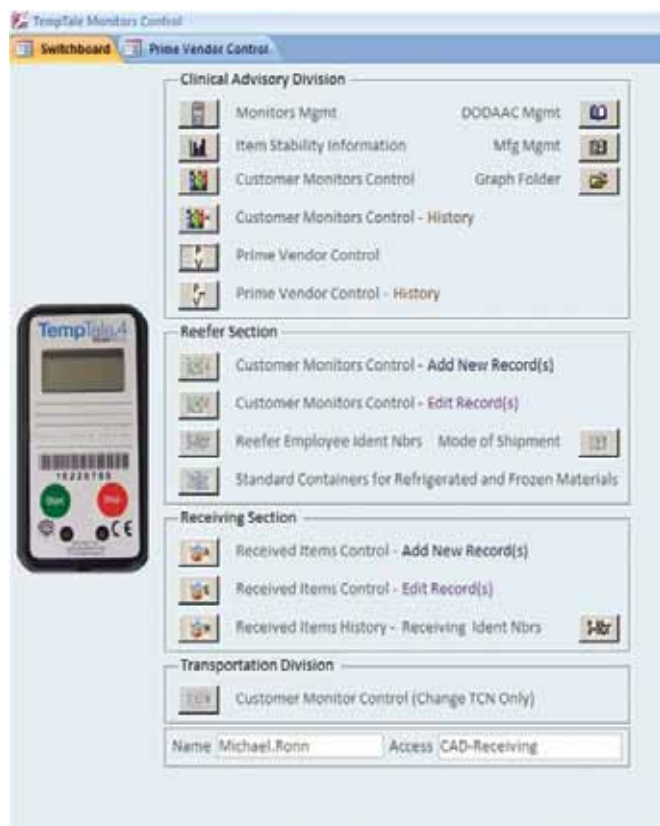 TempTale Monitors Control
Switchboard Prime Vendor Control
Clinical Advisory Division
Monitors Mgmt DODAAC Mgmt
Item Stability Information Mfg Mgmt
Customer Monitors Control Graph Folder
Customer Monitors Control - History
Prime Vendor Control
Prime Vendor Control - History
TempTale4
Reefer Section
Customer Monitors Control - Add New Record(s)
Customer Monitors Control - Edit Record(s)
Reefer Employee Ident Nbrs Mode of Shipment
Standard Containers for Refrigerated and Frozen Materials
Start Stop
Receiving Section
Received Items Control - Add New Record(s)
Received Items Control - Edit Record(s)
Received Items History - Receiving Ident Nbrs
Transportation Division
Customer Monitor Control (Change TCN Only)
Name Michael.Ronn Access CAD-Receiving